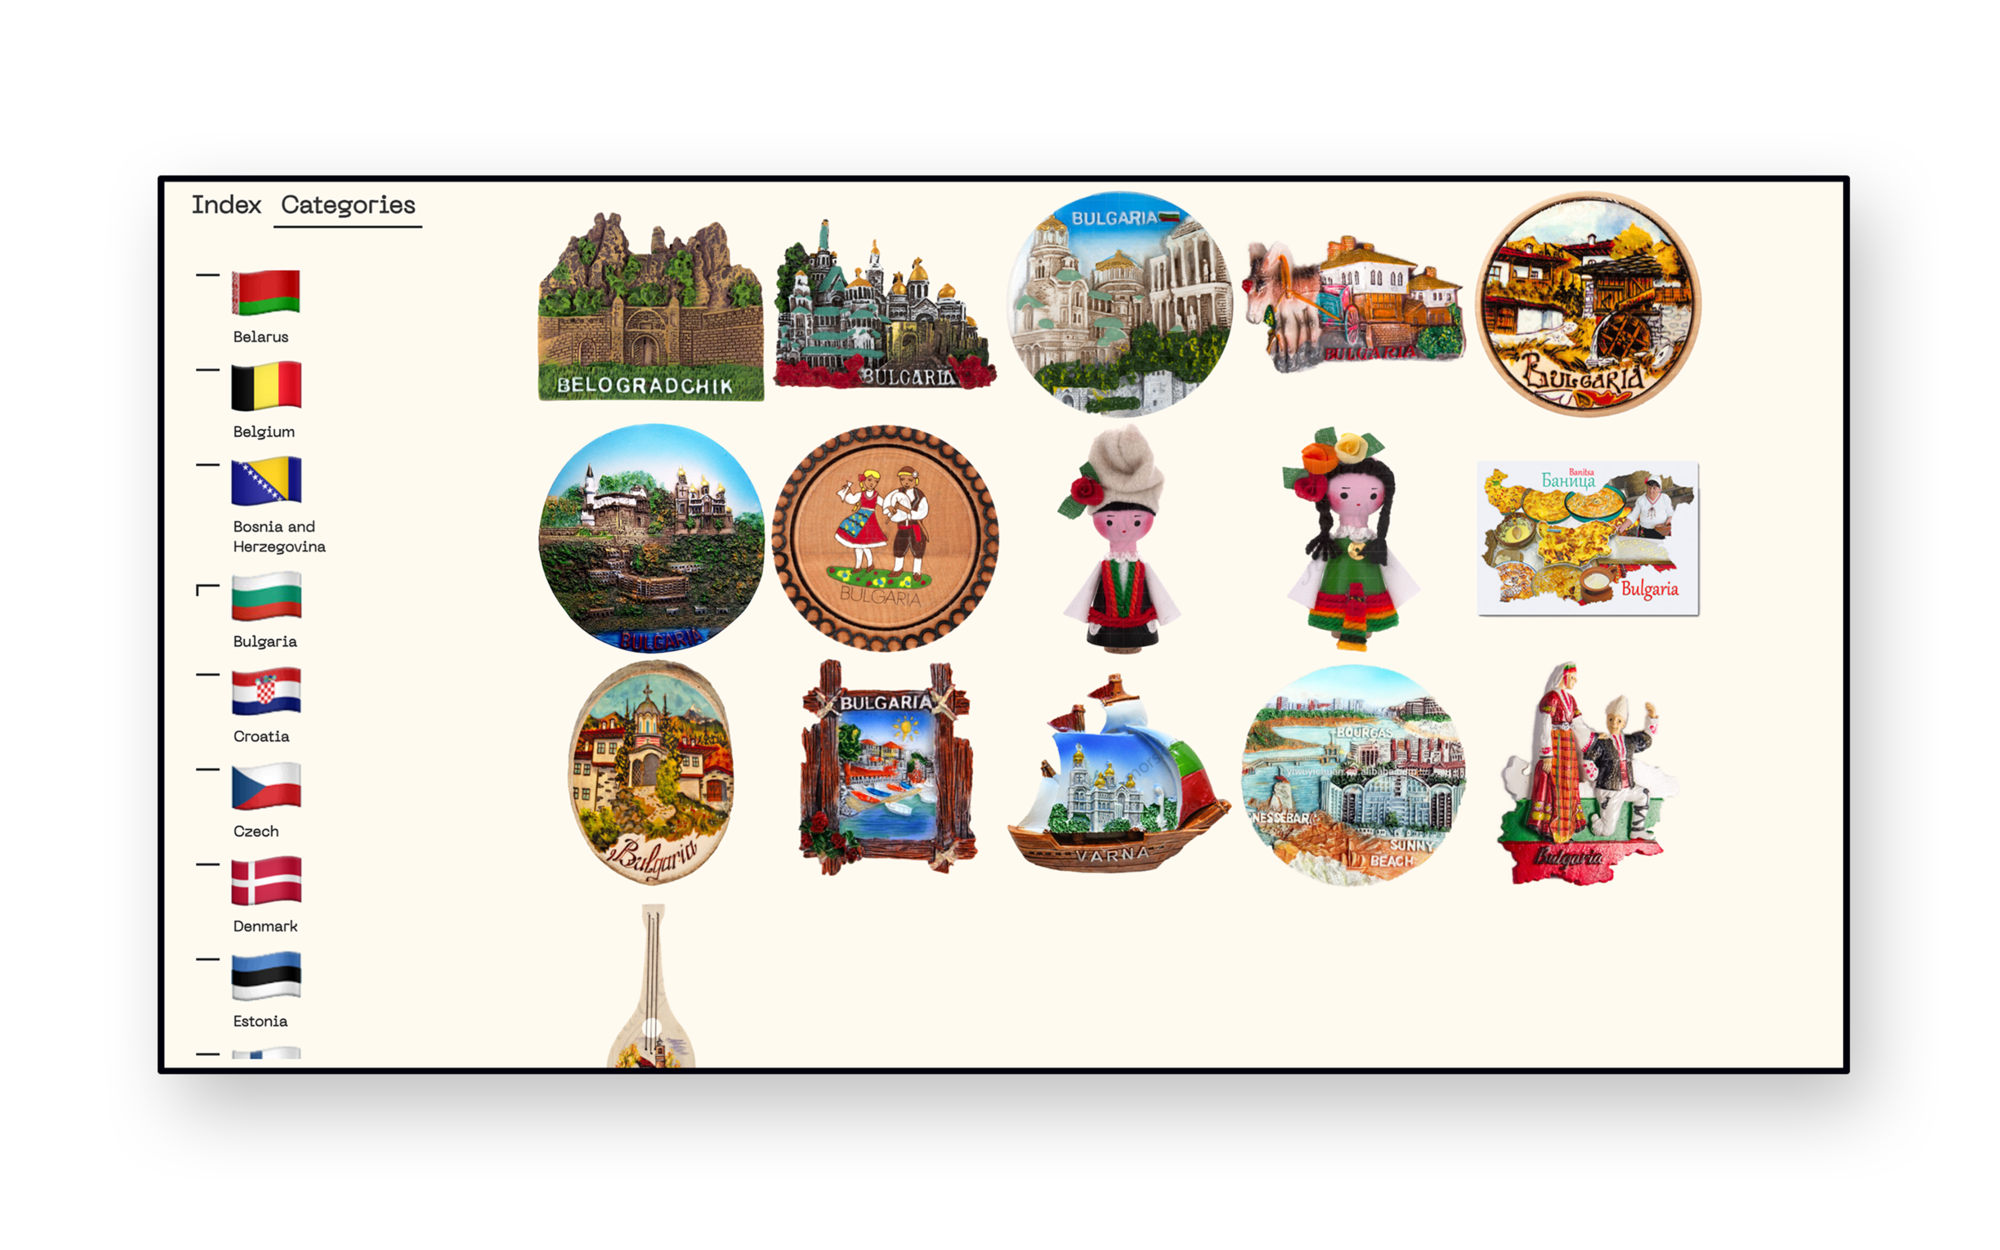 Index Categories
Belarus
Belgium
Bosnia and
Herzegovina
Bulgaria
Croatia
Czech
Denmark
Estonia
BELOGRADCHIK
BULGARIA
BULGARIA
BULGARIA
BULGARIA
BULGARIA
BULGARIA
Banitsa
Баница
Bulgaria
Bulgaria
BULGARIA
VARNA
BOURGAS
NESSEBAR
SUNNY
BEACH
Bulgaria